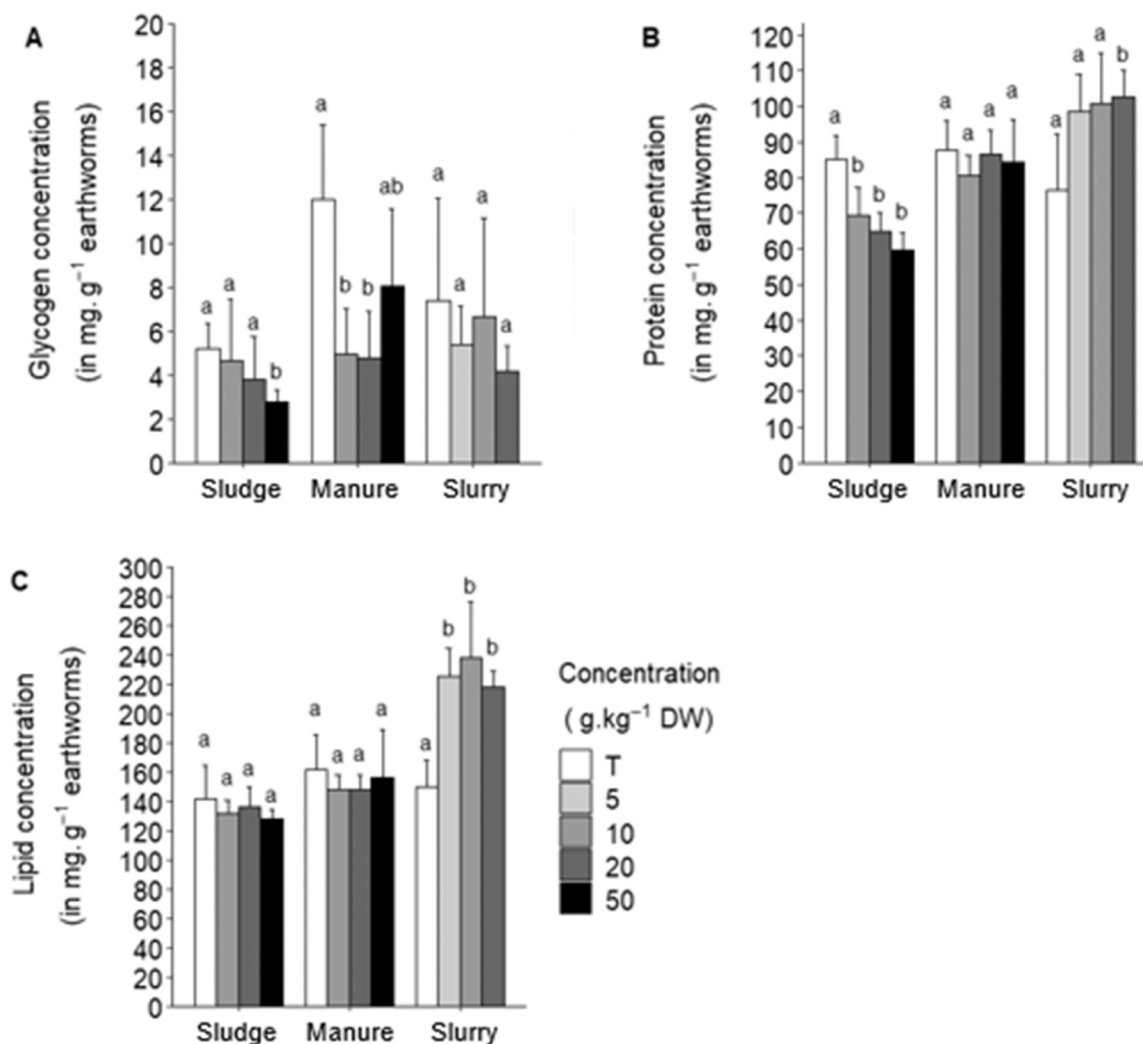 A
Glycogen concentration
(in mg. g⁻¹ earthworms)
20
18
16
14
12
10
8
6
4
2
0
a a a b
a b b ab
a a a a
Sludge Manure Slurry
B
Protein concentration
(in mg. g⁻¹ earthworms)
120
110
100
90
80
70
60
50
40
30
20
10
0
a b b b
a a a a
a a a b
Sludge Manure Slurry
C
Lipid concentration
(in mg. g⁻¹ earthworms)
300
280
260
240
220
200
180
160
140
120
100
80
60
40
20
0
a a a a
a a a a
a b b b
Sludge Manure Slurry
Concentration
( g.kg⁻¹ DW)
T
5
10
20
50